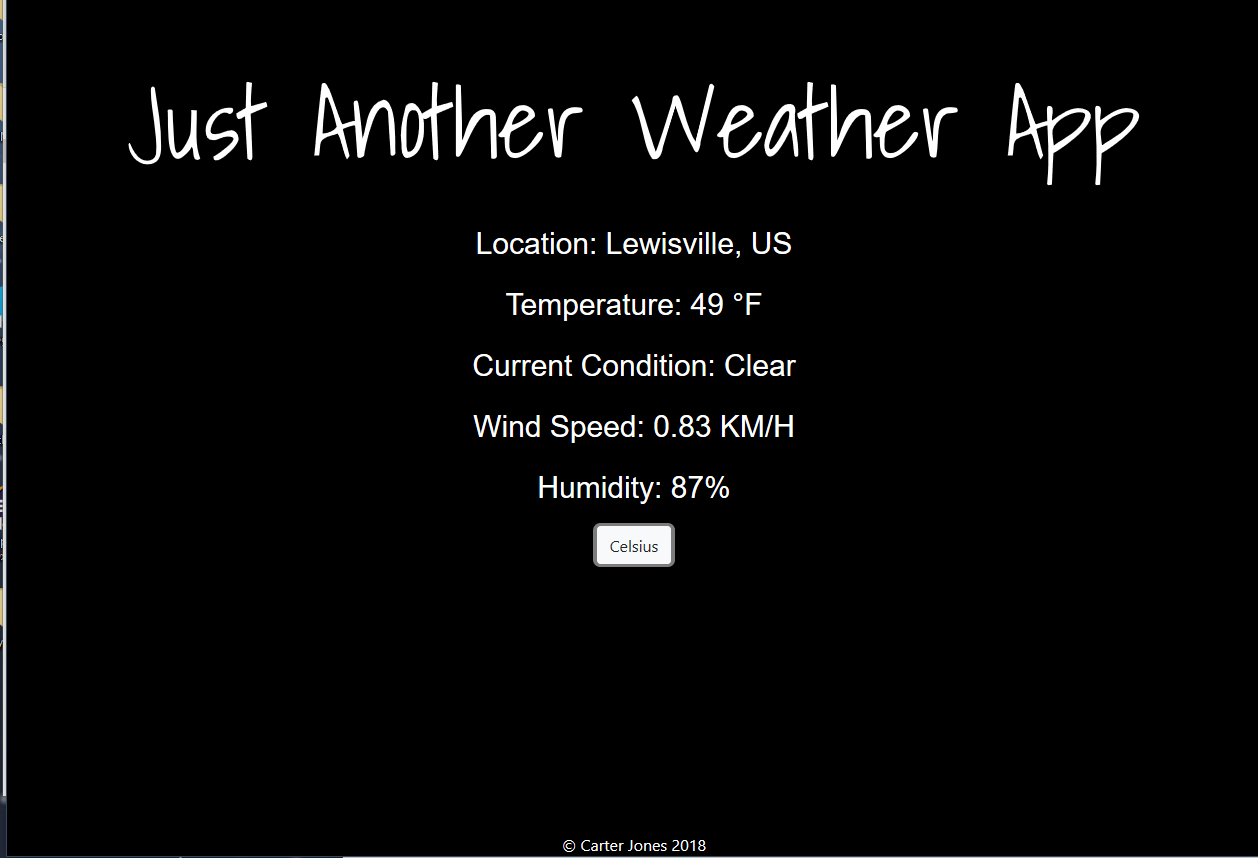 Just Another Weather App
Location: Lewisville, US
Temperature: 49 °F
Current Condition: Clear
Wind Speed: 0.83 KM/H
Humidity: 87%
Celsius
© Carter Jones 2018